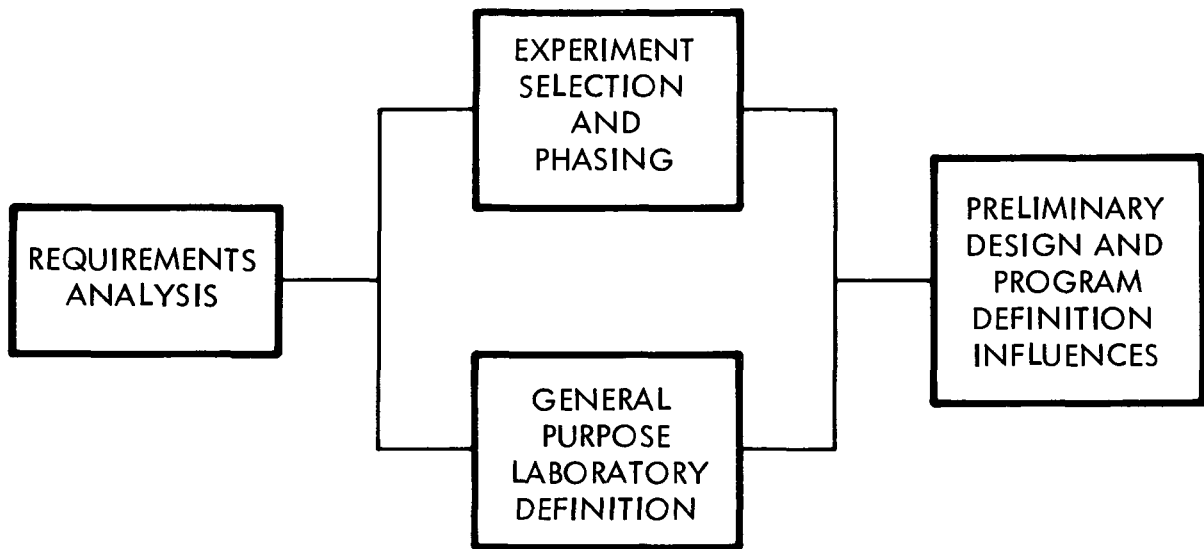 REQUIREMENTS
ANALYSIS
EXPERIMENT
SELECTION
AND
PHASING
GENERAL
PURPOSE
LABORATORY
DEFINITION
PRELIMINARY
DESIGN AND
PROGRAM
DEFINITION
INFLUENCES